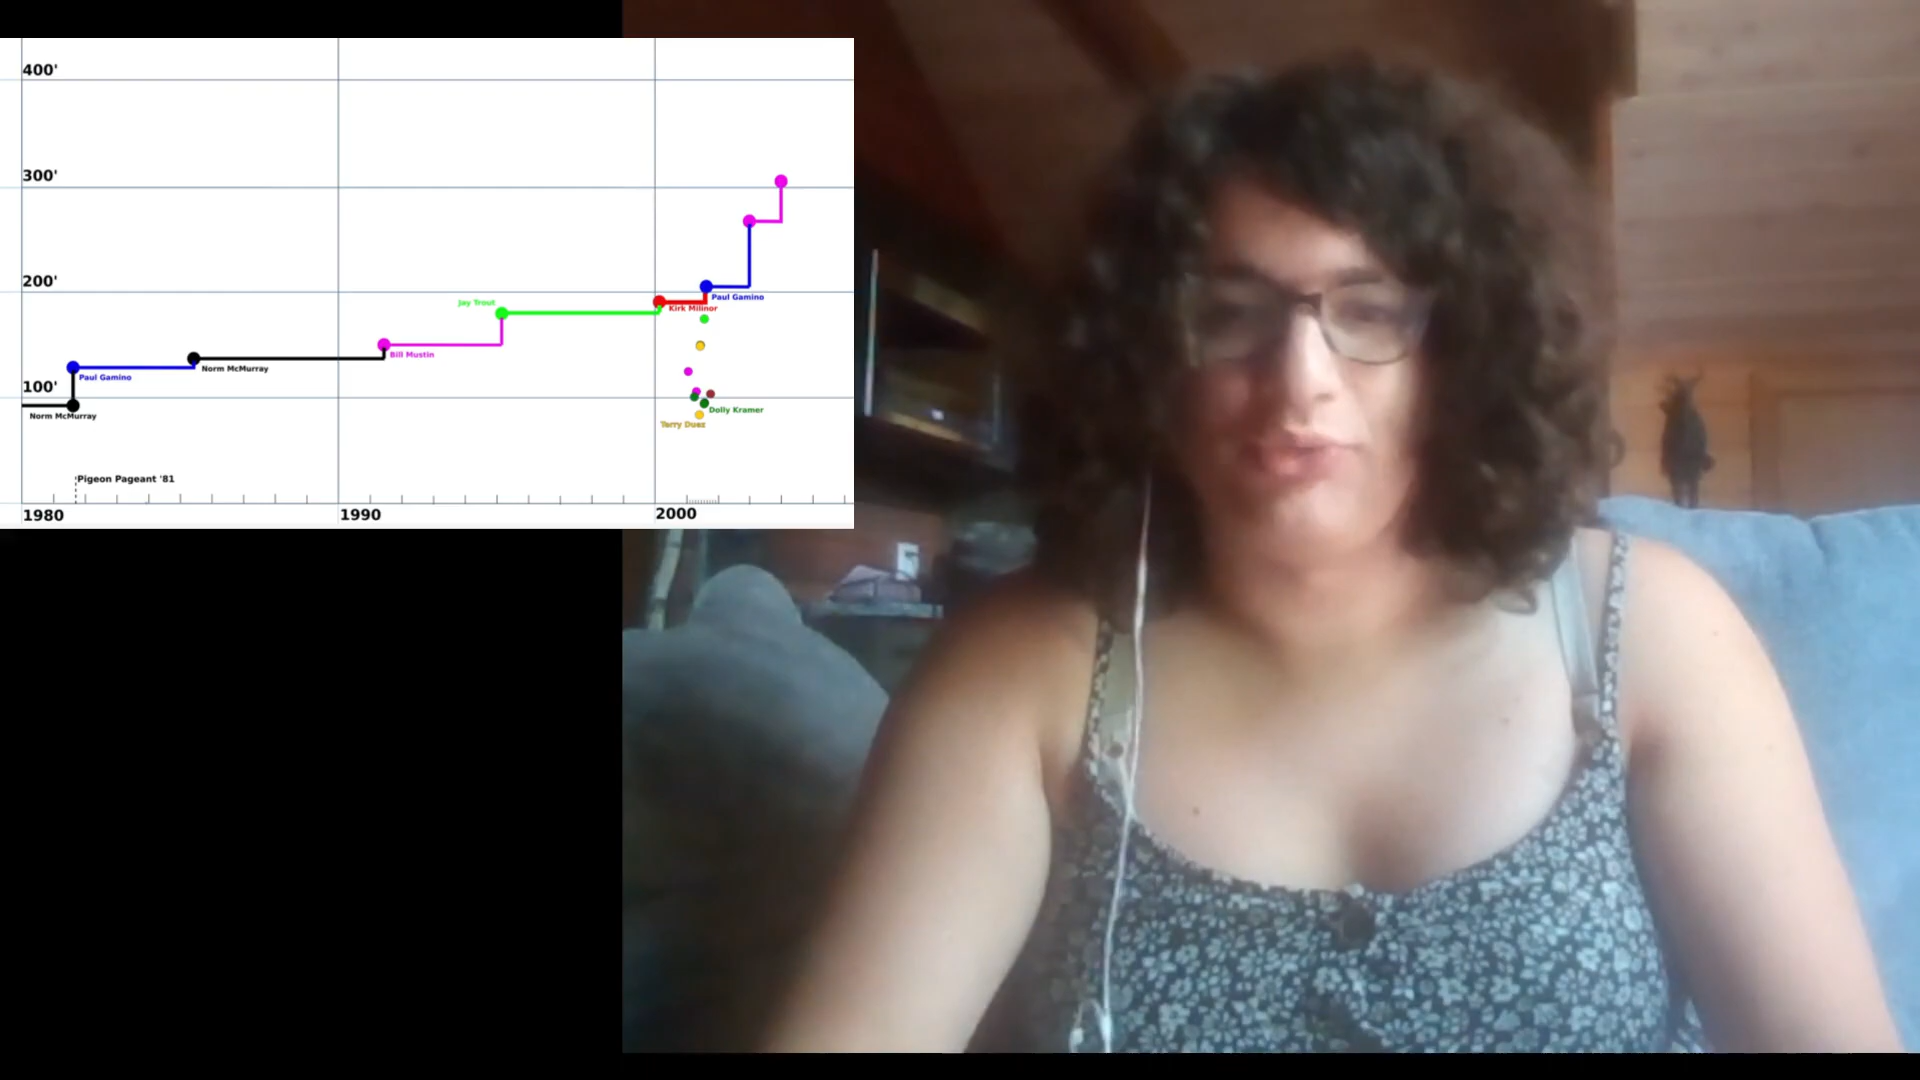 400'
300'
200'
Jay Trout
Paul Gamino
Kirk Millnor
Bill Mustin
Norm McMurray
Paul Gamino
100'
Dolly Kramer
Norm McMurray
Terry Duez
Pigeon Pageant '81
1980
1990
2000